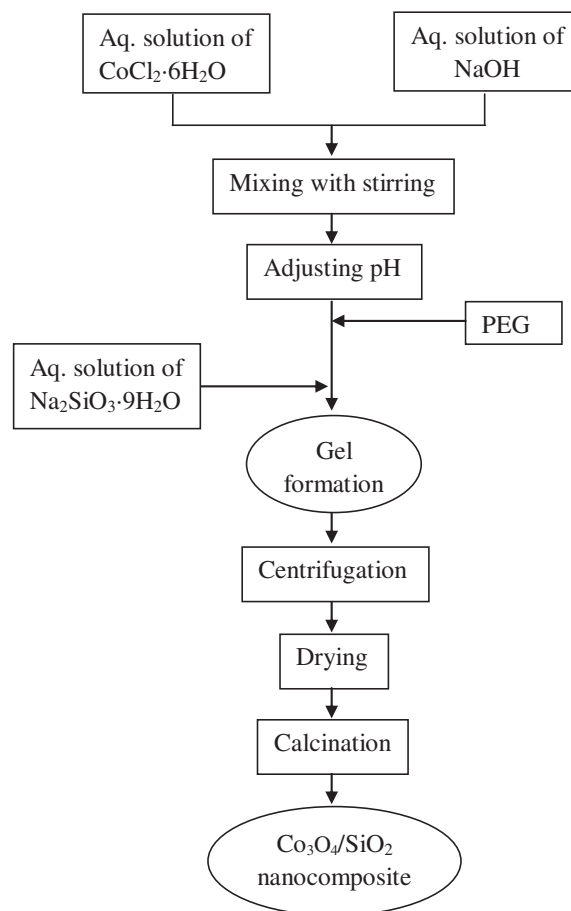 Aq. solution of
CoCl₂·6H₂O
Aq. solution of
NaOH
Mixing with stirring
Adjusting pH
PEG
Aq. solution of
Na₂SiO₃·9H₂O
Gel
formation
Centrifugation
Drying
Calcination
Co₃O₄/SiO₂
nanocomposite